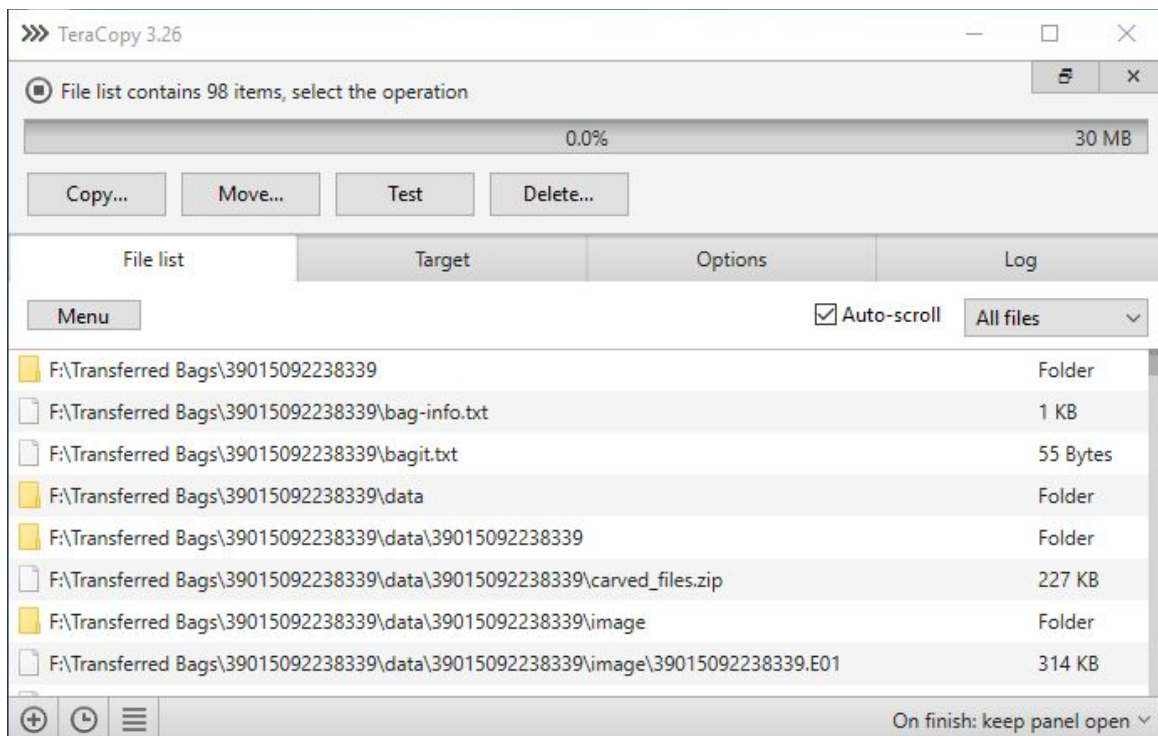 TeraCopy 3.26
File list contains 98 items, select the operation
0.0% 30 MB
Copy... Move... Test Delete...
File list Target Options Log
Menu Auto-scroll All files
F:\Transferred Bags\39015092238339 Folder
F:\Transferred Bags\39015092238339\bag-info.txt 1 KB
F:\Transferred Bags\39015092238339\bagit.txt 55 Bytes
F:\Transferred Bags\39015092238339\data Folder
F:\Transferred Bags\39015092238339\data\39015092238339 Folder
F:\Transferred Bags\39015092238339\data\39015092238339\carved_files.zip 227 KB
F:\Transferred Bags\39015092238339\data\39015092238339\image Folder
F:\Transferred Bags\39015092238339\data\39015092238339\image\39015092238339.E01 314 KB
On finish: keep panel open